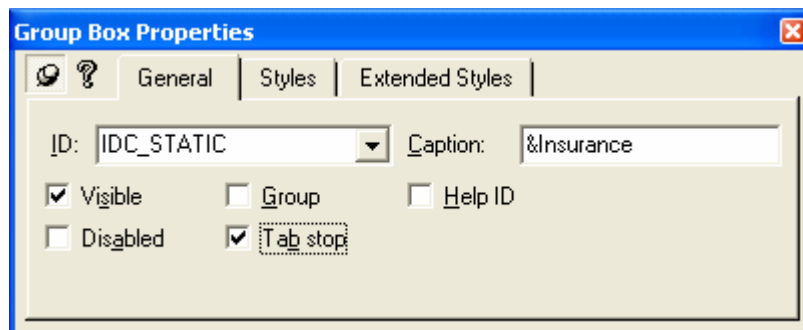 Group Box Properties
General Styles Extended Styles
ID: IDC_STATIC Caption: &Insurance
Visible Group Help ID
Disabled Tab stop